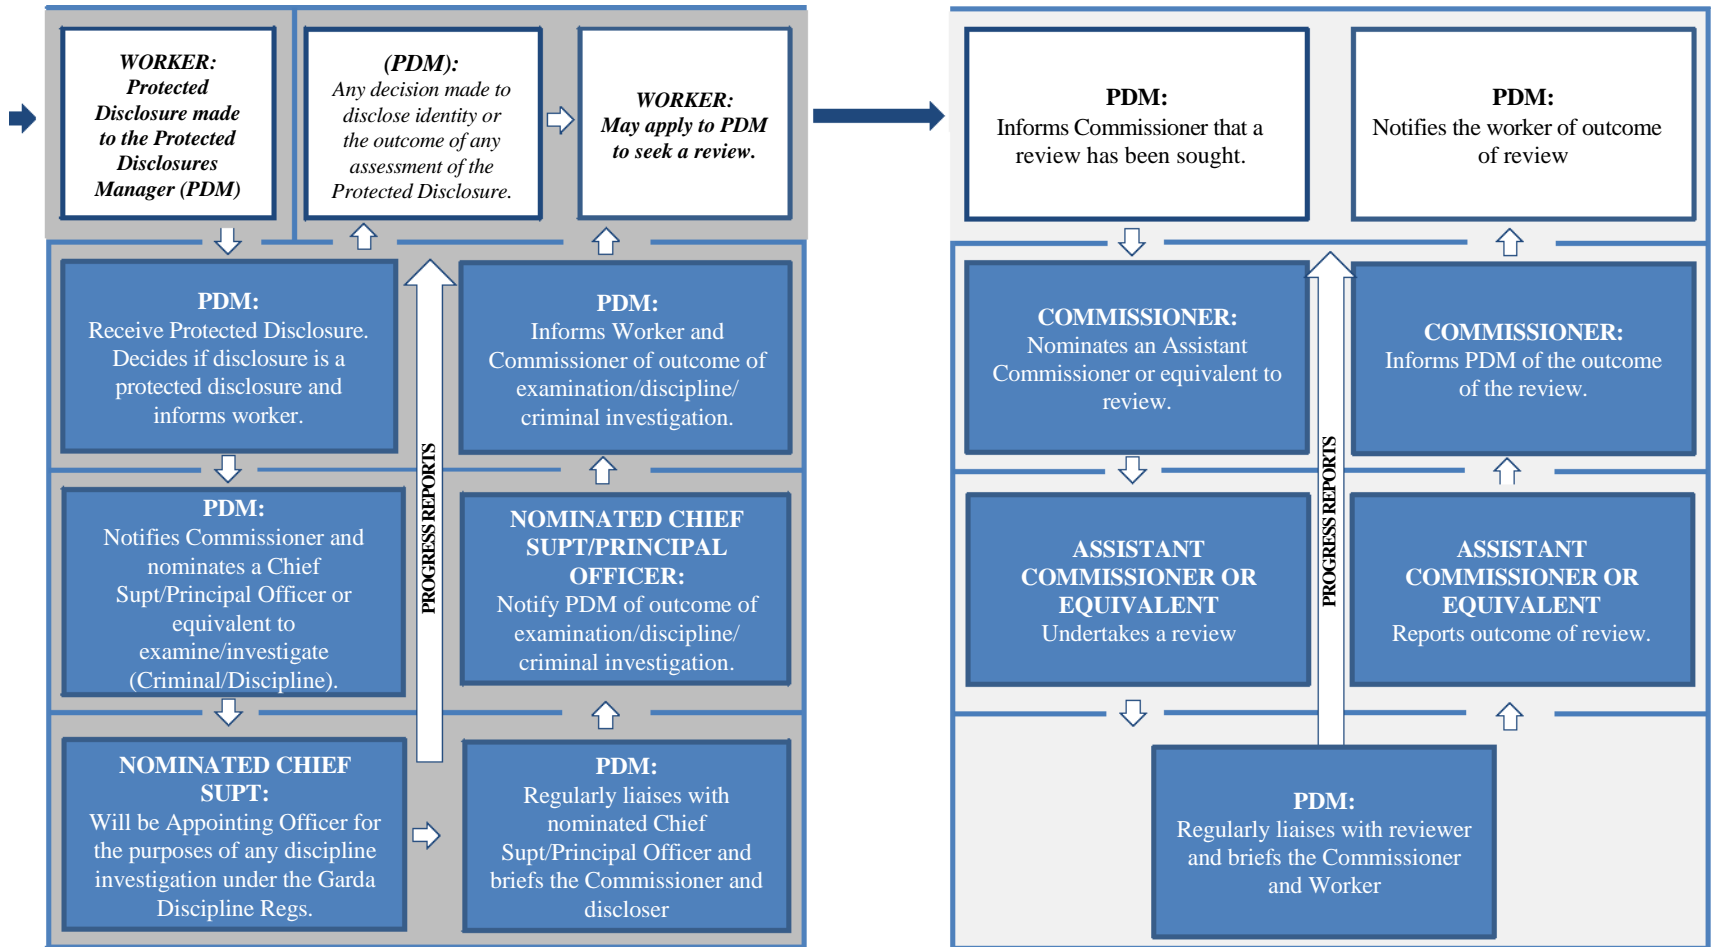 WORKER:
Protected
Disclosure made
to the Protected
Disclosures
Manager (PDM)
(PDM):
Any decision made to
disclose identity or
the outcome of any
assessment of the
Protected Disclosure.
WORKER:
May apply to PDM
to seek a review.
PDM:
Receive Protected Disclosure.
Decides if disclosure is a
protected disclosure and
informs worker.
PDM:
Notifies Commissioner and
nominates a Chief
Supt/Principal Officer or
equivalent to
examine/investigate
(Criminal/Discipline).
NOMINATED CHIEF
SUPT:
Will be Appointing Officer for
the purposes of any discipline
investigation under the Garda
Discipline Regs.
PROGRESS REPORTS
PDM:
Informs Worker and
Commissioner of outcome of
examination/discipline/
criminal investigation.
NOMINATED CHIEF
SUPT/PRINCIPAL
OFFICER:
Notify PDM of outcome of
examination/discipline/
criminal investigation.
PDM:
Regularly liaises with
nominated Chief
Supt/Principal Officer and
briefs the Commissioner and
discloser
PDM:
Informs Commissioner that a
review has been sought.
PDM:
Notifies the worker of outcome
of review
COMMISSIONER:
Nominates an Assistant
Commissioner or equivalent to
review.
ASSISTANT
COMMISSIONER OR
EQUIVALENT
Undertakes a review
PROGRESS REPORTS
COMMISSIONER:
Informs PDM of the outcome
of the review.
ASSISTANT
COMMISSIONER OR
EQUIVALENT
Reports outcome of review.
PDM:
Regularly liaises with reviewer
and briefs the Commissioner
and Worker